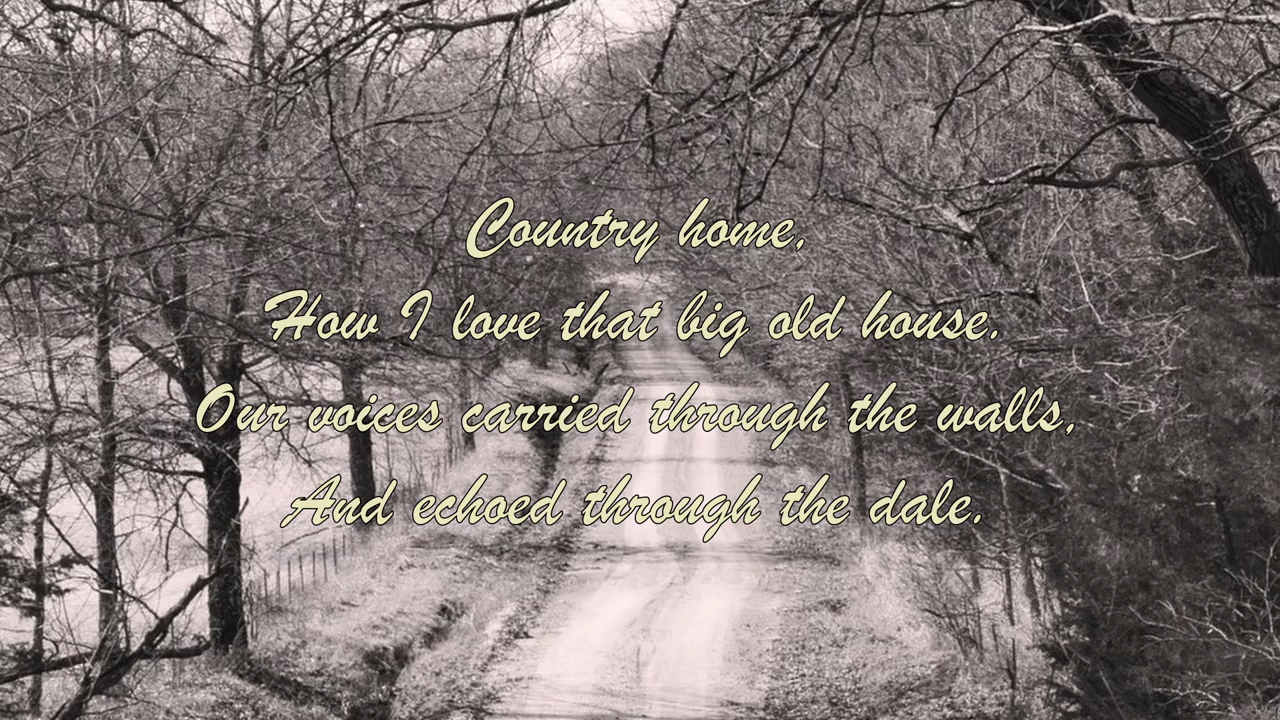 Country home,
How I love that big old house.
Our voices carried through the walls,
And echoed through the dale.